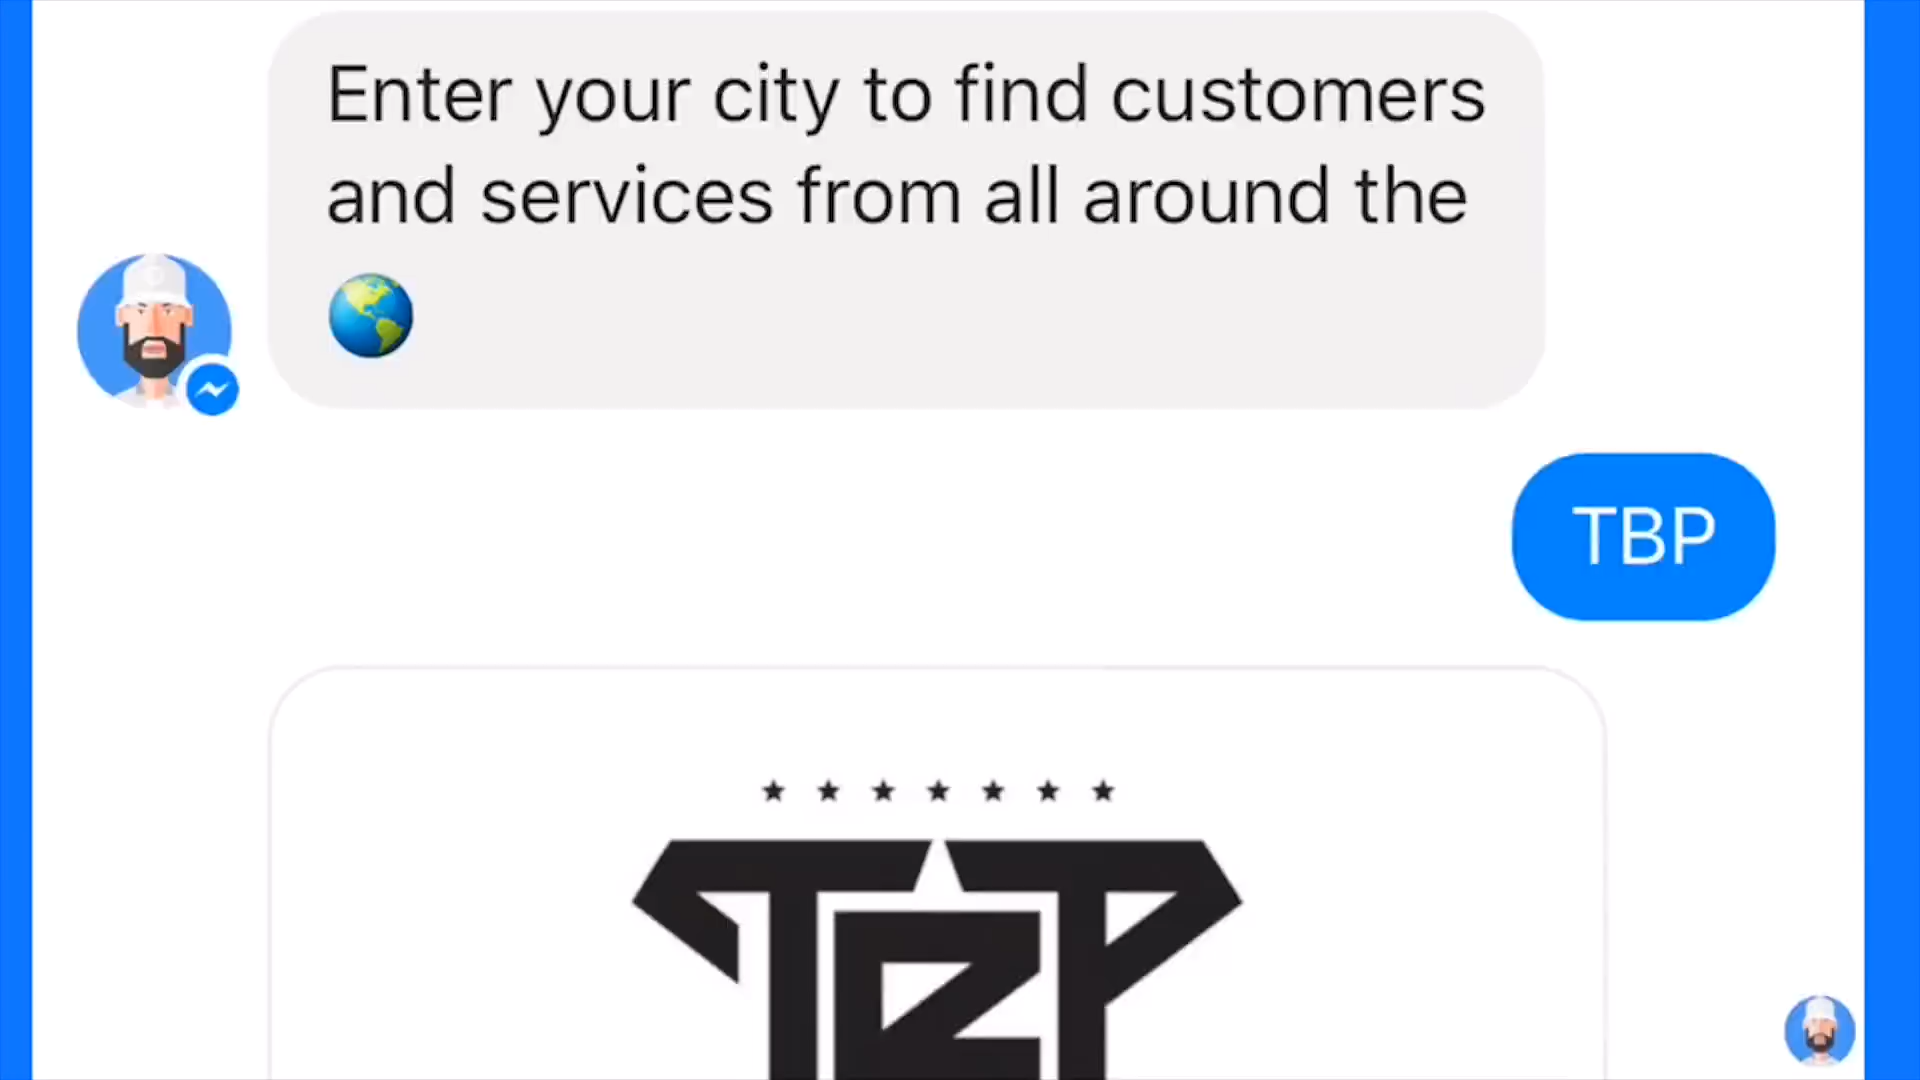 Enter your city to find customers
and services from all around the
🌎
TBP
TBP